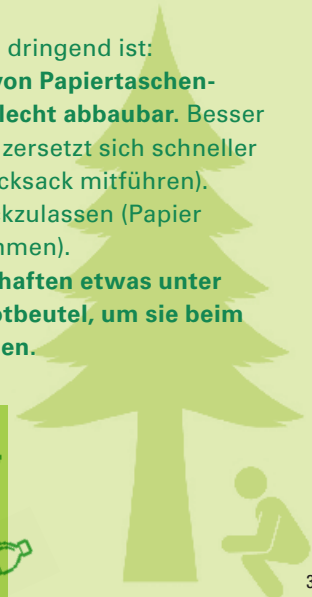 dringend ist:
von Papiertaschen-
lecht abbaubar. Besser
zersetzt sich schneller
cksack mitführen).
kzulassen (Papier
men).
haften etwas unter
otbeutel, um sie beim
en.
3